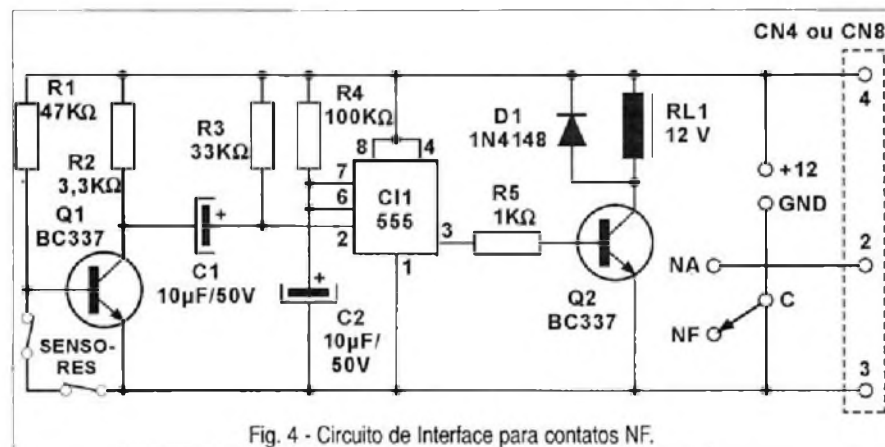 CN4 ou CN8
R1
47KΩ
R2
3,3KΩ
Q1
BC337
R3
33KΩ
R4
100KΩ
8
4
7
6
2
CI1
555
3
1
D1
1N4148
RL1
12 V
R5
1KΩ
Q2
BC337
+
C1
10µF/50V
+
C2
10µF/
50V
SENSO-
RES
4
+12
GND
2
NA
C
NF
3
Fig. 4 - Circuito de Interface para contatos NF.